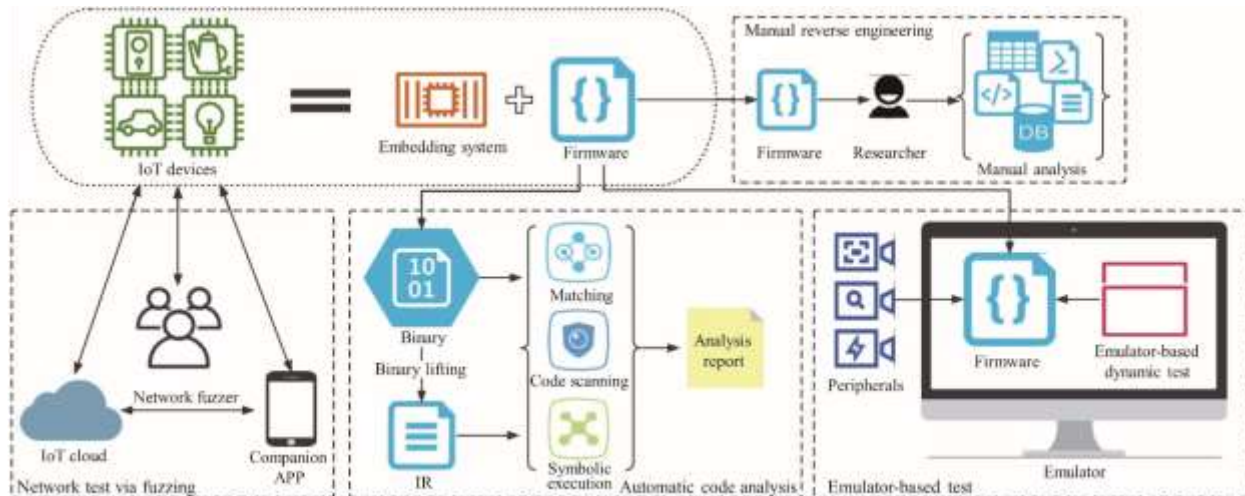 Manual reverse engineering
DB
IoT devices
Embedding system
Firmware
Firmware
Researcher
Manual analysis
10
01
Binary
Binary lifting
IR
Matching
Code scanning
Symbolic
execution
Analysis
report
Automatic code analysis
Network fuzzer
IoT cloud
Companion
APP
Network test via fuzzing
Peripherals
Firmware
Emulator-based
dynamic test
Emulator
Emulator-based test